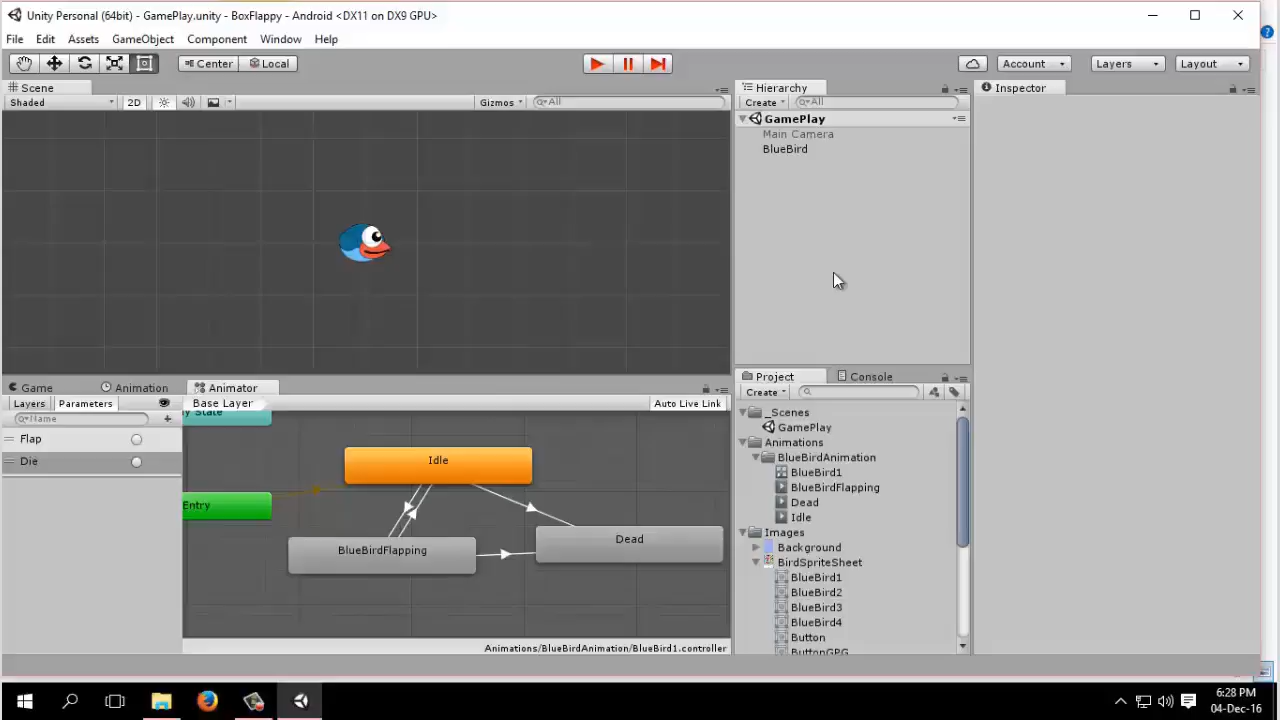 Unity Personal (64bit) - GamePlay.unity - BoxFlappy - Android <DX11 on DX9 GPU>
File Edit Assets GameObject Component Window Help
Center Local Account Layers Layout
Scene
Shaded 2D Gizmos All
Hierarchy
Create All
GamePlay
Main Camera
BlueBird
Inspector
Game Animation Animator
Layers Parameters Base Layer Auto Live Link
Name
Flap
Die
y State
Entry
Idle
BlueBirdFlapping
Dead
Animations/BlueBirdAnimation/BlueBird1.controller
Project Console
Create
_Scenes
GamePlay
Animations
BlueBirdAnimation
BlueBird1
BlueBirdFlapping
Dead
Idle
Images
Background
BirdSpriteSheet
BlueBird1
BlueBird2
BlueBird3
BlueBird4
Button
ButtonGPG
6:28 PM
04-Dec-16